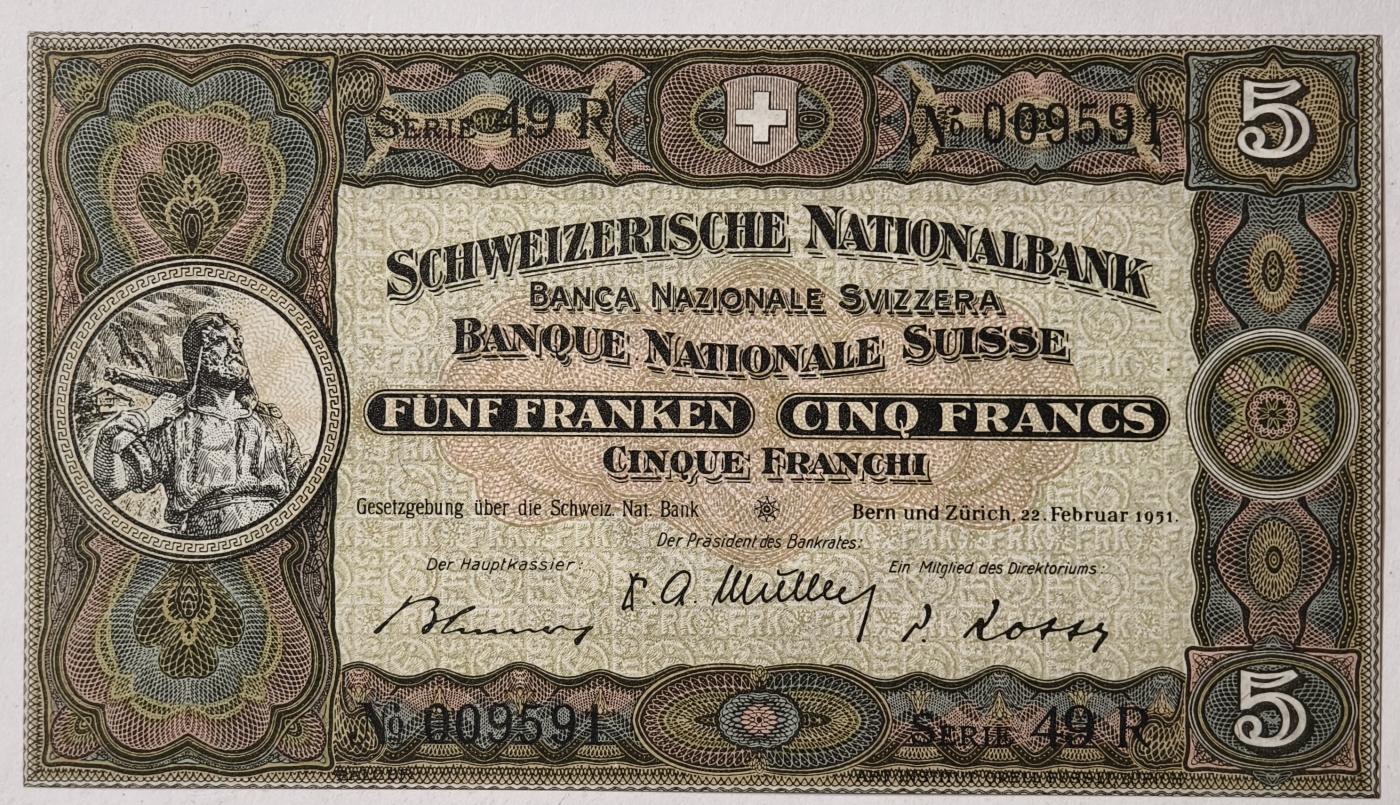 SERIE 49 R
No 009591
5
SCHWEIZERISCHE NATIONALBANK
BANCA NAZIONALE SVIZZERA
BANQUE NATIONALE SUISSE
FÜNF FRANKEN CINQ FRANCS
CINQUE FRANCHI
Gesetzgebung über die Schweiz. Nat. Bank
Bern und Zürich, 22. Februar 1951.
Der Präsident des Bankrates:
Der Hauptkassier:
Ein Mitglied des Direktoriums:
A. Müller
P. Rossy
No 009591
SERIE 49 R
5